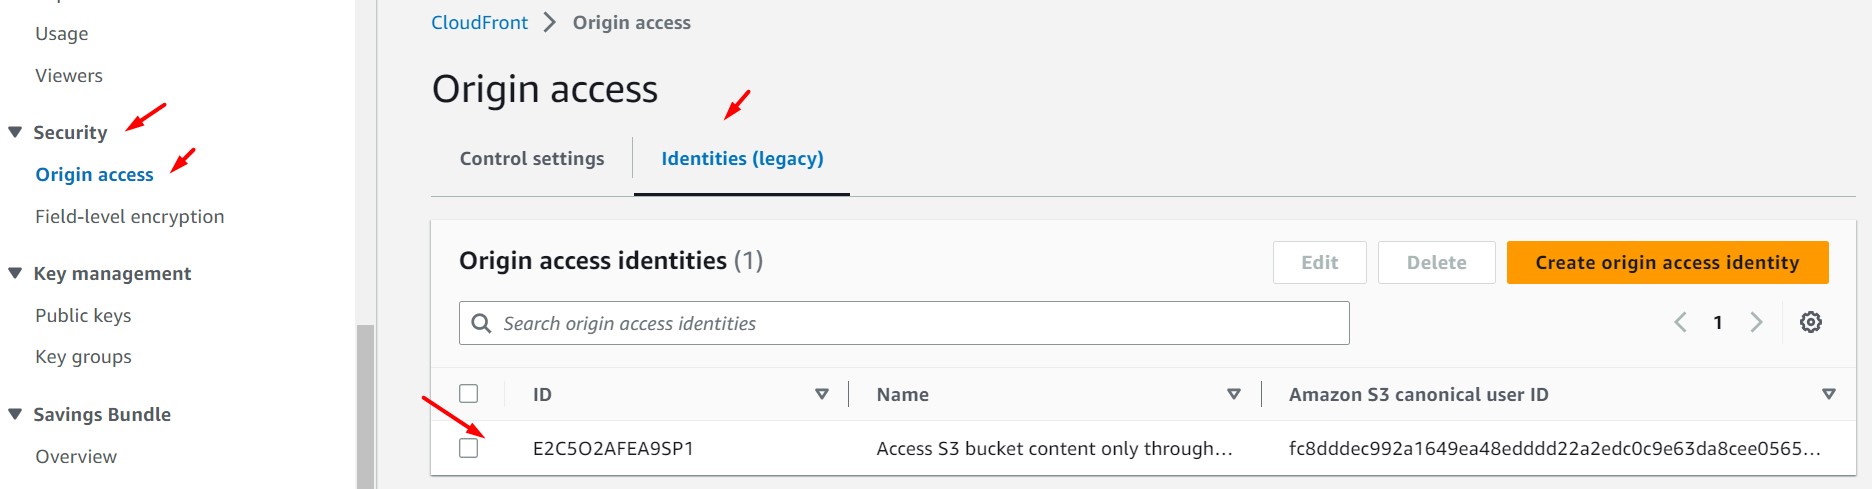 Usage
Viewers
Security
Origin access
Field-level encryption
Key management
Public keys
Key groups
Savings Bundle
Overview
CloudFront > Origin access
Origin access
Control settings
Identities (legacy)
Origin access identities (1)
Edit
Delete
Create origin access identity
Search origin access identities
1
ID
Name
Amazon S3 canonical user ID
E2C5O2AFEA9SP1
Access S3 bucket content only through...
fc8dddec992a1649ea48edddd22a2edc0c9e63da8cee0565...